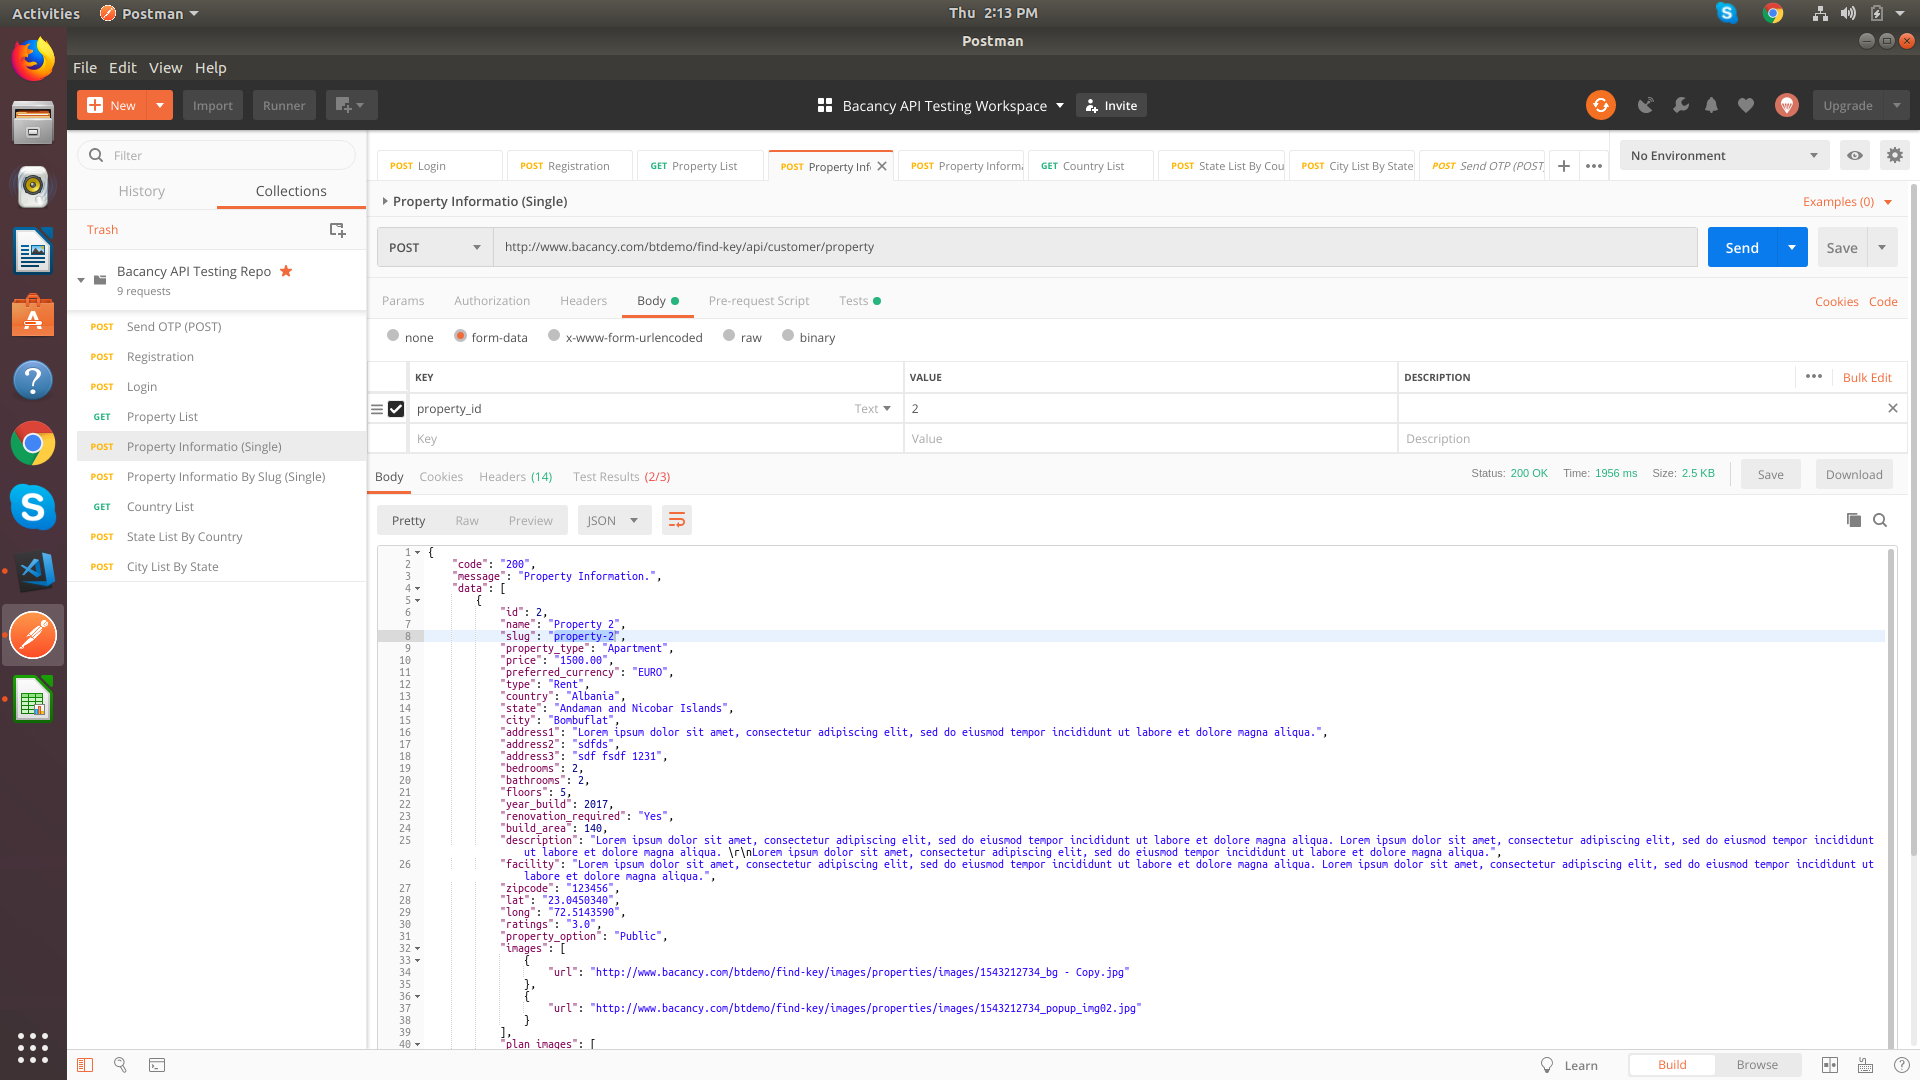 Activities Postman Thu 2:13 PM
Postman
File Edit View Help
New Import Runner Bacancy API Testing Workspace Invite Upgrade
Filter
History Collections
Trash
Bacancy API Testing Repo
9 requests
POST Send OTP (POST)
POST Registration
POST Login
GET Property List
POST Property Informatio (Single)
POST Property Informatio By Slug (Single)
GET Country List
POST State List By Country
POST City List By State
POST Login POST Registration GET Property List POST Property Inf POST Property Informa GET Country List POST State List By Cou POST City List By State POST Send OTP (POST) No Environment
Property Informatio (Single) Examples (0)
POST http://www.bacancy.com/btdemo/find-key/api/customer/property Send Save
Params Authorization Headers Body Pre-request Script Tests Cookies Code
none form-data x-www-form-urlencoded raw binary
KEY VALUE DESCRIPTION Bulk Edit
property_id Text 2
Key Value Description
Body Cookies Headers (14) Test Results (2/3) Status: 200 OK Time: 1956 ms Size: 2.5 KB Save Download
Pretty Raw Preview JSON
1 {
2 "code": "200",
3 "message": "Property Information.",
4 "data": [
5 {
6 "id": 2,
7 "name": "Property 2",
8 "slug": "property-2",
9 "property_type": "Apartment",
10 "price": "1500.00",
11 "preferred_currency": "EURO",
12 "type": "Rent",
13 "country": "Albania",
14 "state": "Andaman and Nicobar Islands",
15 "city": "Bombuflat",
16 "address1": "Lorem ipsum dolor sit amet, consectetur adipiscing elit, sed do eiusmod tempor incididunt ut labore et dolore magna aliqua.",
17 "address2": "sdfds",
18 "address3": "sdf fsdf 1231",
19 "bedrooms": 2,
20 "bathrooms": 2,
21 "floors": 5,
22 "year_build": 2017,
23 "renovation_required": "Yes",
24 "build_area": 140,
25 "description": "Lorem ipsum dolor sit amet, consectetur adipiscing elit, sed do eiusmod tempor incididunt ut labore et dolore magna aliqua. Lorem ipsum dolor sit amet, consectetur adipiscing elit, sed do eiusmod tempor incididunt
ut labore et dolore magna aliqua. \r\nLorem ipsum dolor sit amet, consectetur adipiscing elit, sed do eiusmod tempor incididunt ut labore et dolore magna aliqua.",
26 "facility": "Lorem ipsum dolor sit amet, consectetur adipiscing elit, sed do eiusmod tempor incididunt ut labore et dolore magna aliqua. Lorem ipsum dolor sit amet, consectetur adipiscing elit, sed do eiusmod tempor incididunt ut
labore et dolore magna aliqua.",
27 "zipcode": "123456",
28 "lat": "23.0450340",
29 "long": "72.5143590",
30 "ratings": "3.0",
31 "property_option": "Public",
32 "images": [
33 {
34 "url": "http://www.bacancy.com/btdemo/find-key/images/properties/images/1543212734_bg - Copy.jpg"
35 },
36 {
37 "url": "http://www.bacancy.com/btdemo/find-key/images/properties/images/1543212734_popup_img02.jpg"
38 }
39 ],
40 "plan_images": [
Learn Build Browse